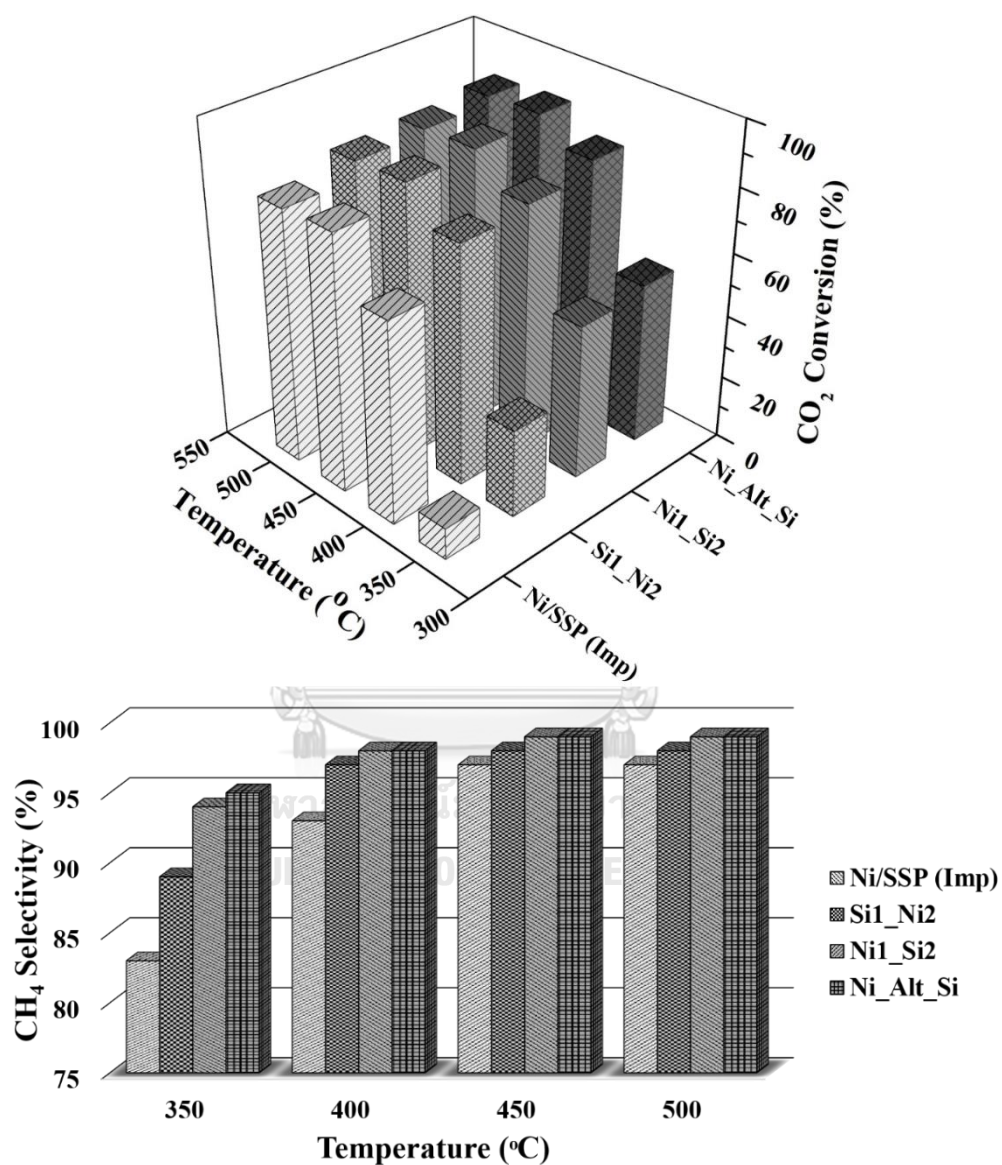 100
80
60
40
20
0
CO₂ Conversion (%)
550
500
450
400
350
300
Temperature (°C)
Ni_Alt_Si
Ni1_Si2
Si1_Ni2
Ni/SSP (Imp)
100
95
90
85
80
75
CH₄ Selectivity (%)
350 400 450 500
Temperature (°C)
Ni/SSP (Imp)
Si1_Ni2
Ni1_Si2
Ni_Alt_Si